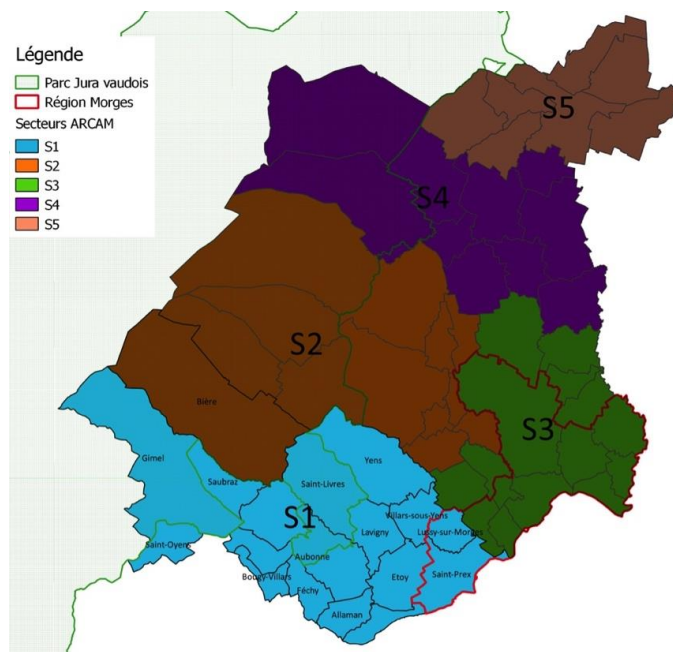 Légende
Parc Jura vaudois
Région Morges
Secteurs ARCAM
S1
S2
S3
S4
S5
S5
S4
S2
Bière
S3
Gimel
Yens
Saubraz
Saint-Livres
S1
Villars-sous-Yens
Lavigny
Lussy-sur-Morges
Saint-Oyens
Aubonne
Bougy-Villars
Etoy
Saint-Prex
Féchy
Allaman